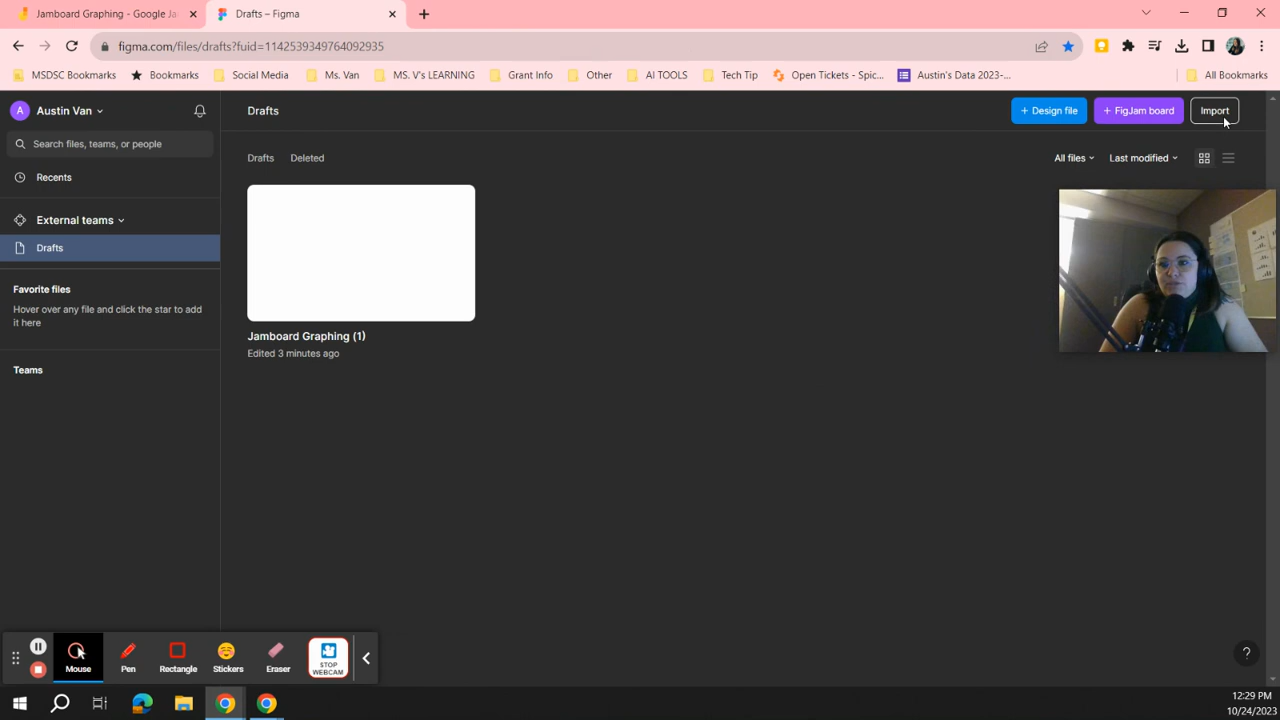 Jamboard Graphing - Google Ja
Drafts – Figma
figma.com/files/drafts?fuid=1142539349764092935
MSDSC Bookmarks
Bookmarks
Social Media
Ms. Van
MS. V's LEARNING
Grant Info
Other
AI TOOLS
Tech Tip
Open Tickets - Spic...
Austin's Data 2023-...
All Bookmarks
A
Austin Van
Drafts
+ Design file
+ FigJam board
Import
Search files, teams, or people
Drafts
Deleted
All files
Last modified
Recents
External teams
Drafts
Favorite files
Hover over any file and click the star to add
it here
Teams
Jamboard Graphing (1)
Edited 3 minutes ago
Mouse
Pen
Rectangle
Stickers
Eraser
STOP
WEBCAM
?
12:29 PM
10/24/2023